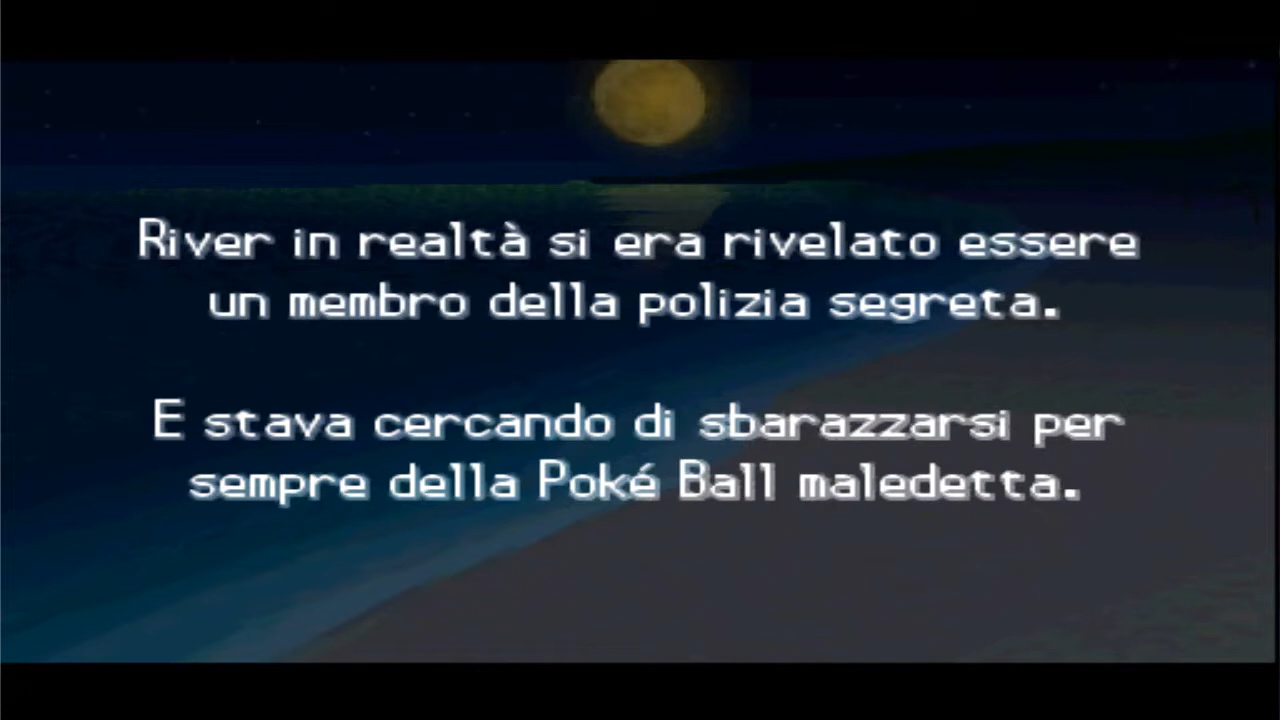 River in realtà si era rivelato essere
un membro della polizia segreta.
E stava cercando di sbarazzarsi per
sempre della Poké Ball maledetta.